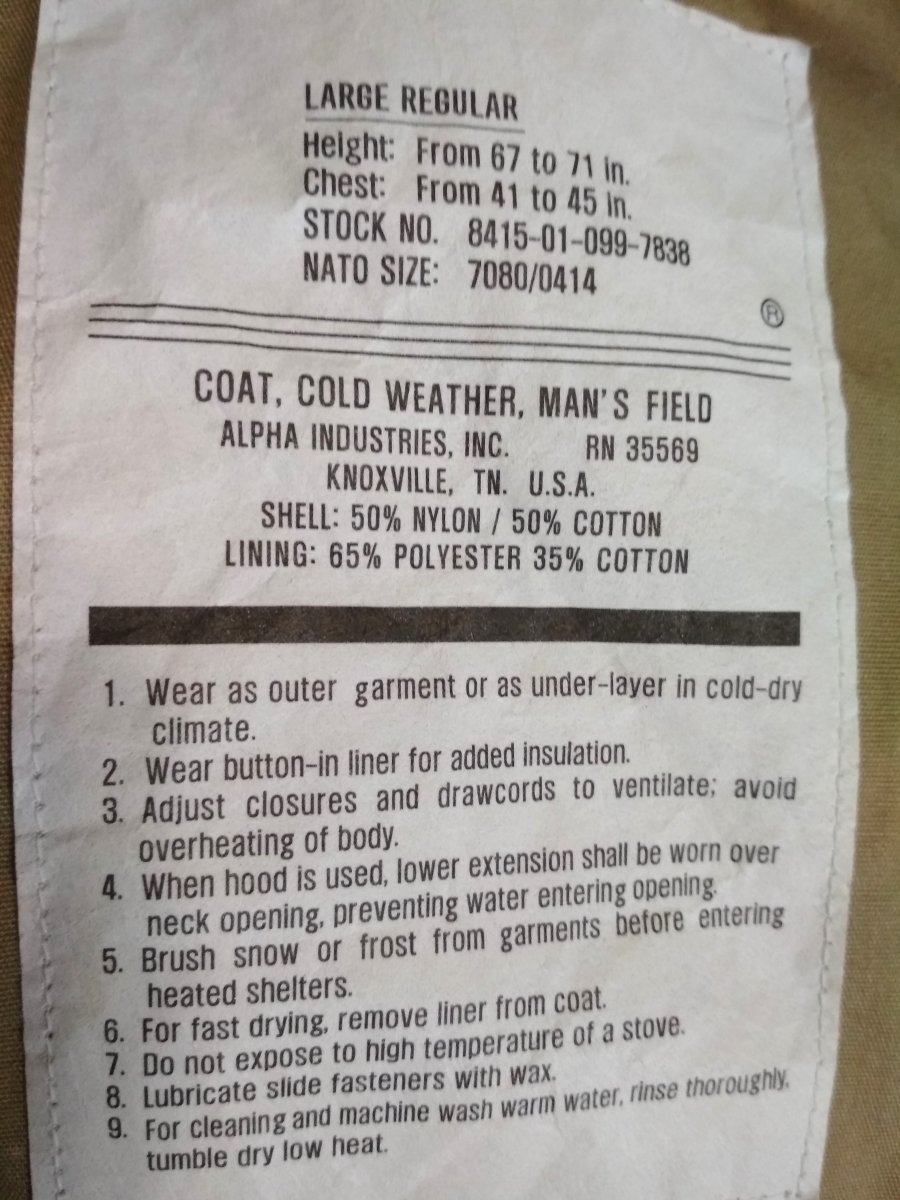 LARGE REGULAR
Height: From 67 to 71 in.
Chest: From 41 to 45 in.
STOCK NO. 8415-01-099-7838
NATO SIZE: 7080/0414
®
COAT, COLD WEATHER, MAN'S FIELD
ALPHA INDUSTRIES, INC. RN 35569
KNOXVILLE, TN. U.S.A.
SHELL: 50% NYLON / 50% COTTON
LINING: 65% POLYESTER 35% COTTON
1. Wear as outer garment or as under-layer in cold-dry
climate.
2. Wear button-in liner for added insulation.
3. Adjust closures and drawcords to ventilate; avoid
overheating of body.
4. When hood is used, lower extension shall be worn over
neck opening, preventing water entering opening.
5. Brush snow or frost from garments before entering
heated shelters.
6. For fast drying, remove liner from coat.
7. Do not expose to high temperature of a stove.
8. Lubricate slide fasteners with wax.
9. For cleaning and machine wash warm water, rinse thoroughly,
tumble dry low heat.